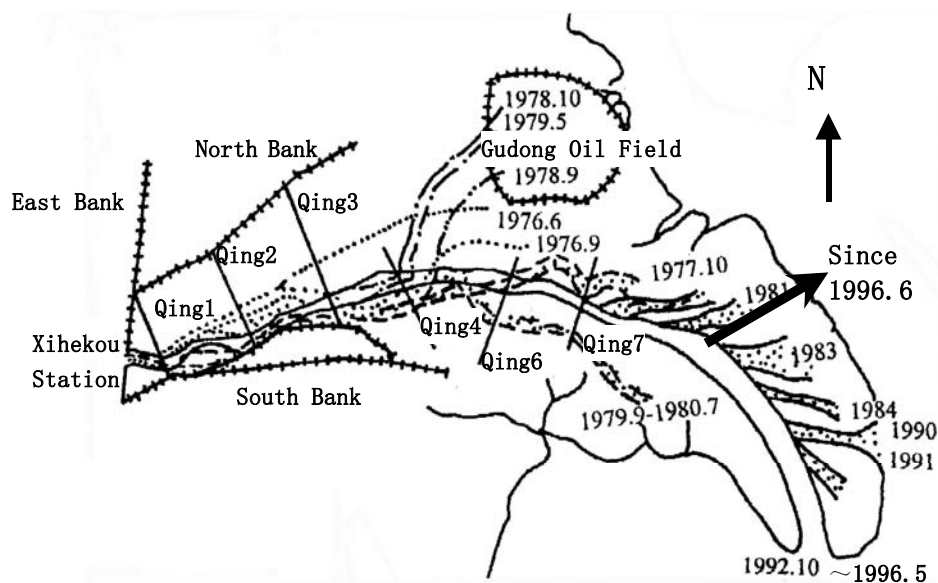 N
1978.10
1979.5
North Bank
Gudong Oil Field
1978.9
East Bank
Qing3
1976.6
Qing2
1976.9
1977.10
Since
1996.6
Qing1
1981
Qing4
Xihekou
Station
Qing6
Qing7
1983
South Bank
1979.9-1980.7
1984
1990
1991
1992.10
~1996.5